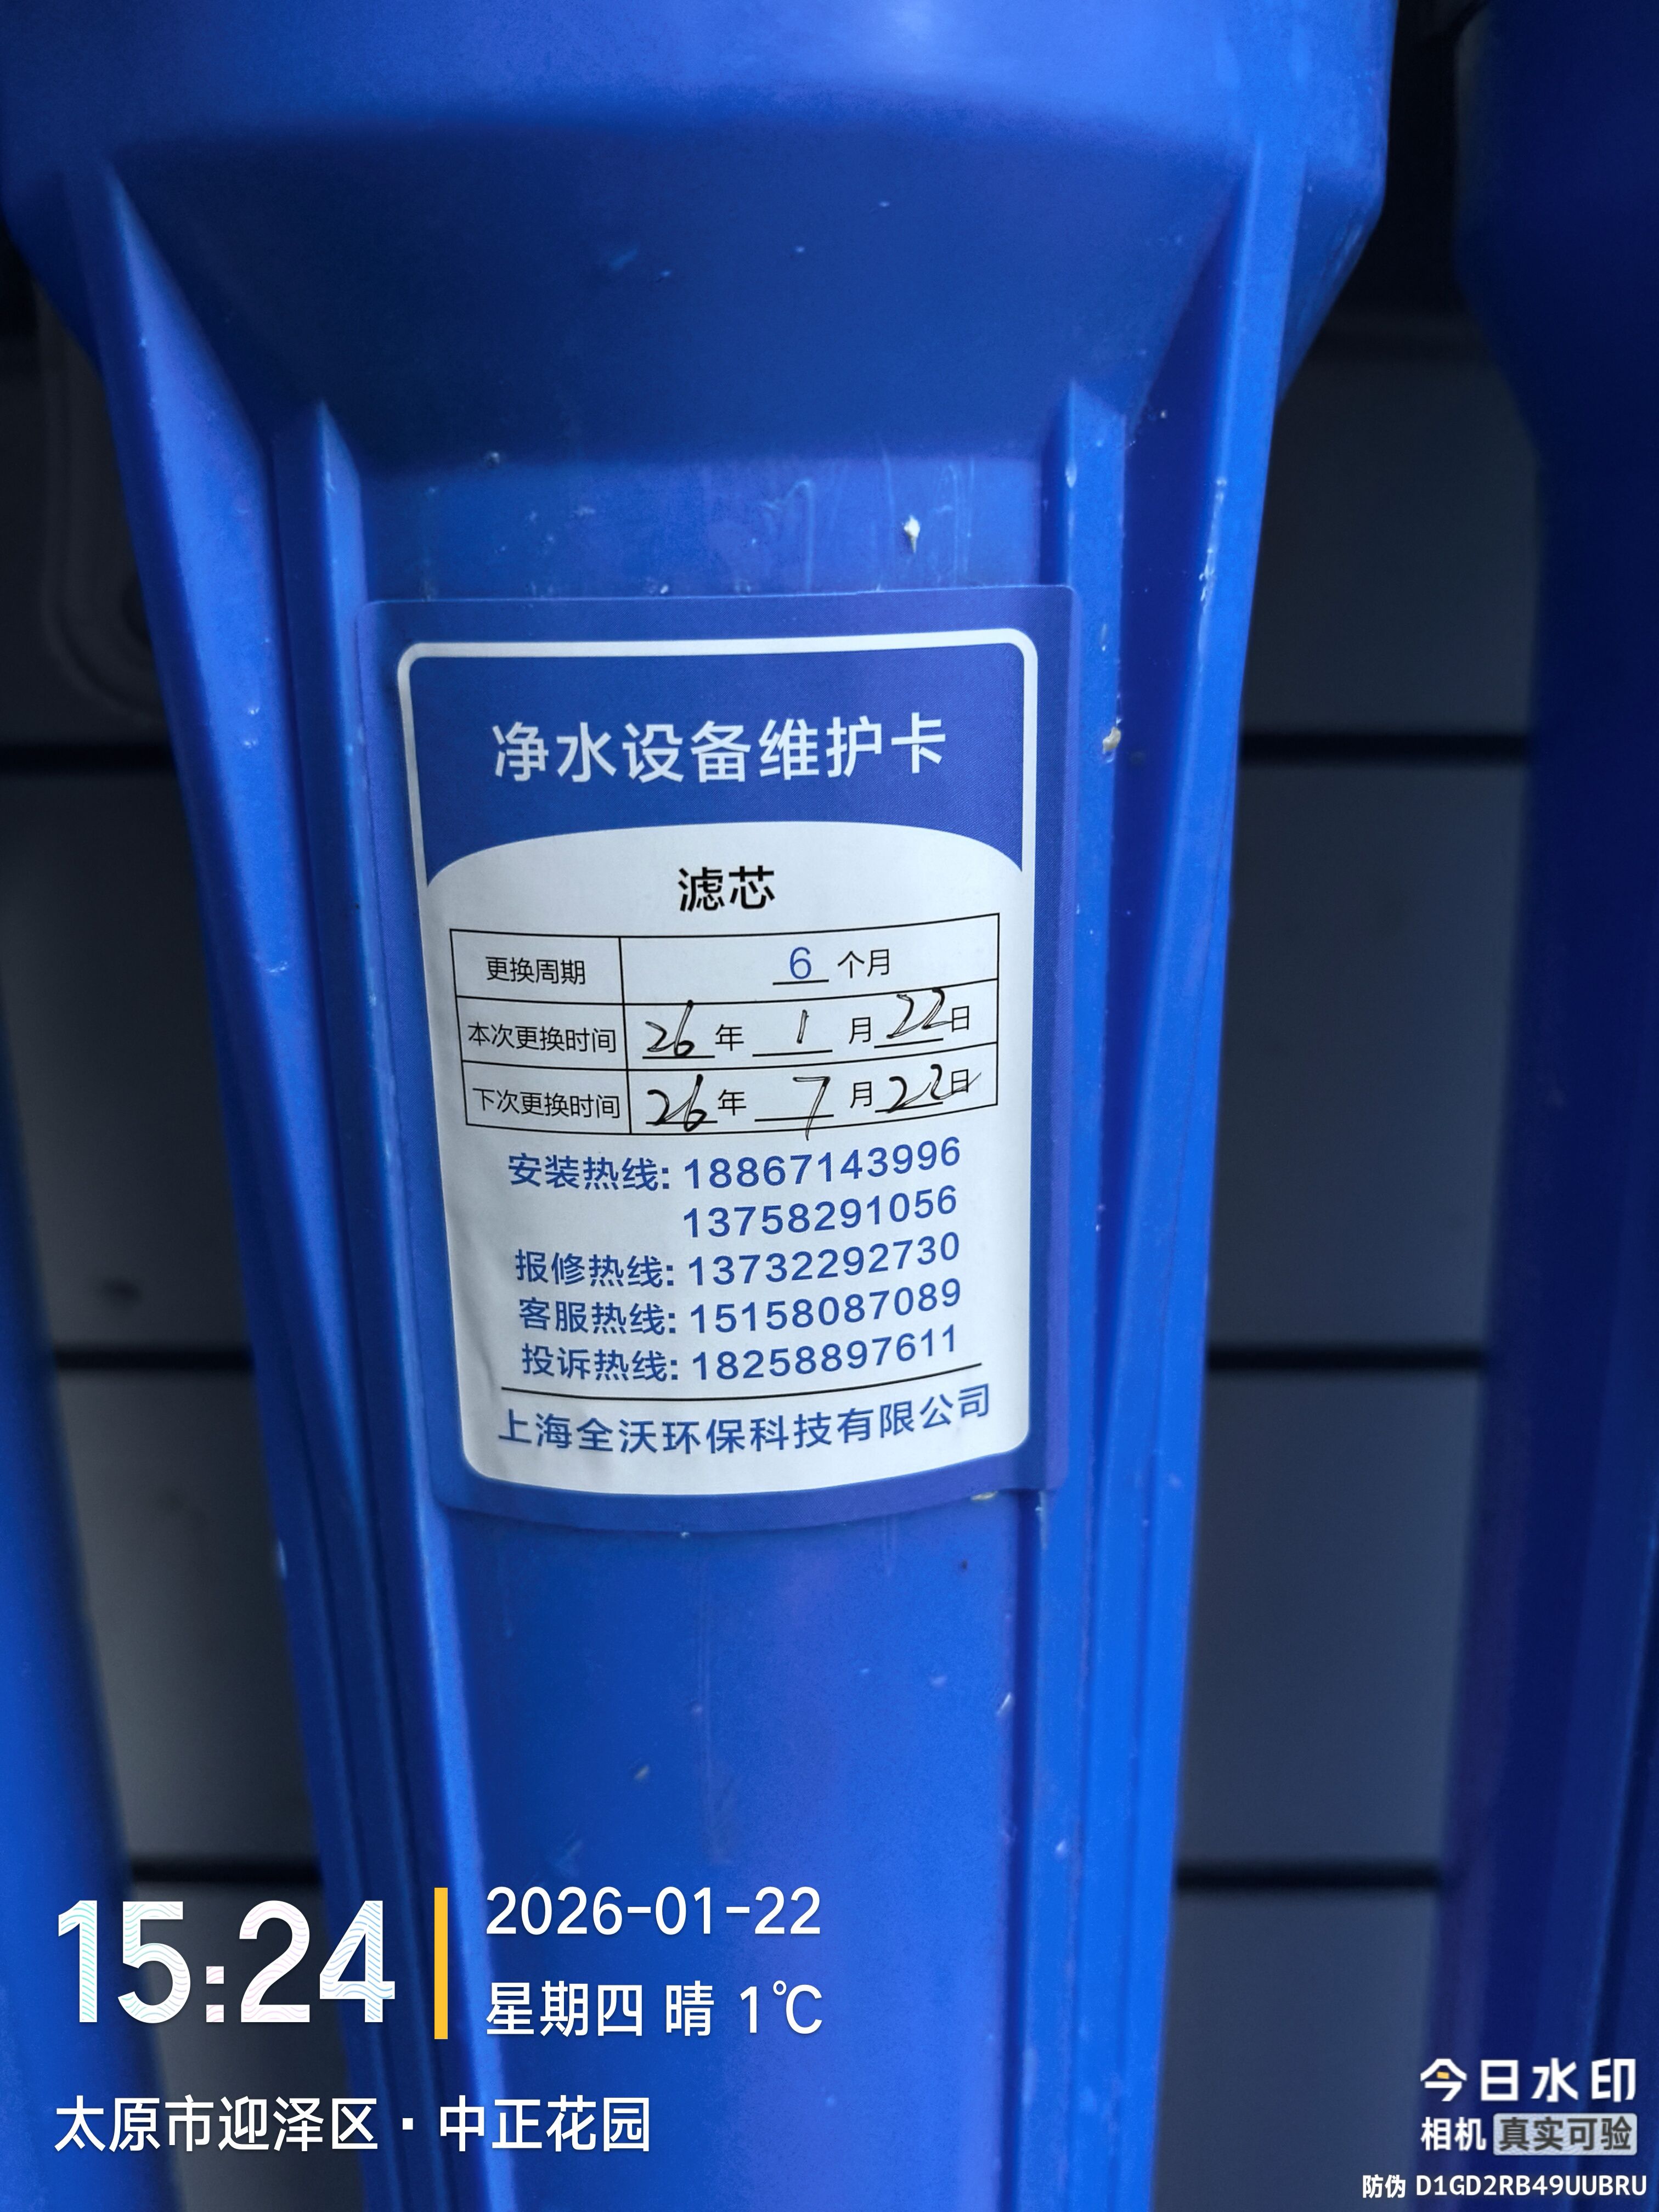 净水设备维护卡
滤芯
更换周期 6 个月
本次更换时间 26 年 1 月 22 日
下次更换时间 26 年 7 月 22 日
安装热线: 18867143996
13758291056
报修热线: 13732292730
客服热线: 15158087089
投诉热线: 18258897611
上海全沃环保科技有限公司
15:24
2026-01-22
星期四 晴 1℃
太原市迎泽区·中正花园
今日水印
相机 真实可验
防伪 D1GD2RB49UUBRU